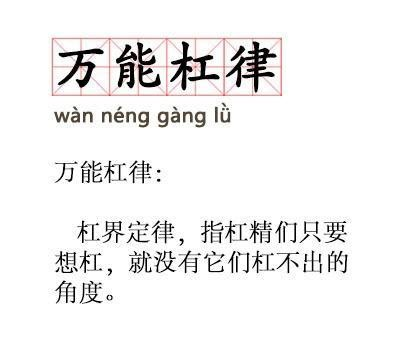 万能杠律
wàn néng gàng lǜ
万能杠律：
杠界定律，指杠精们只要
想杠，就没有它们杠不出的
角度。